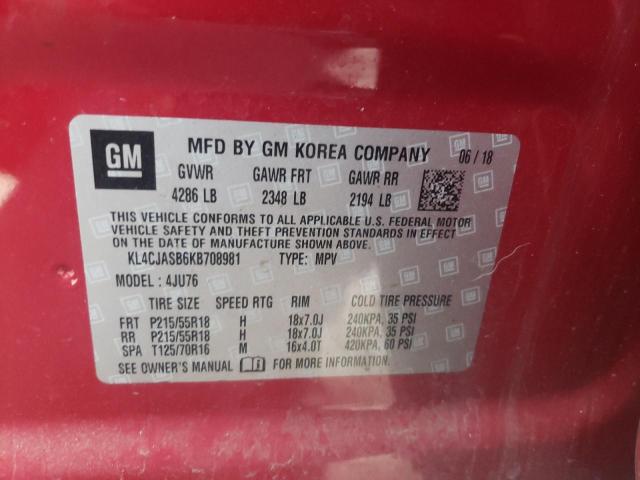 GM MFD BY GM KOREA COMPANY 06 / 18
GVWR GAWR FRT GAWR RR
4286 LB 2348 LB 2194 LB
THIS VEHICLE CONFORMS TO ALL APPLICABLE U.S. FEDERAL MOTOR
VEHICLE SAFETY AND THEFT PREVENTION STANDARDS IN
EFFECT ON THE DATE OF MANUFACTURE SHOWN ABOVE.
KL4CJASB6KB708981 TYPE: MPV
MODEL : 4JU76
TIRE SIZE SPEED RTG RIM COLD TIRE PRESSURE
FRT P215/55R18 H 18x7.0J 240KPA, 35 PSI
RR P215/55R18 H 18x7.0J 240KPA, 35 PSI
SPA T125/70R16 M 16x4.0T 420KPA, 60 PSI
SEE OWNER'S MANUAL FOR MORE INFORMATION.